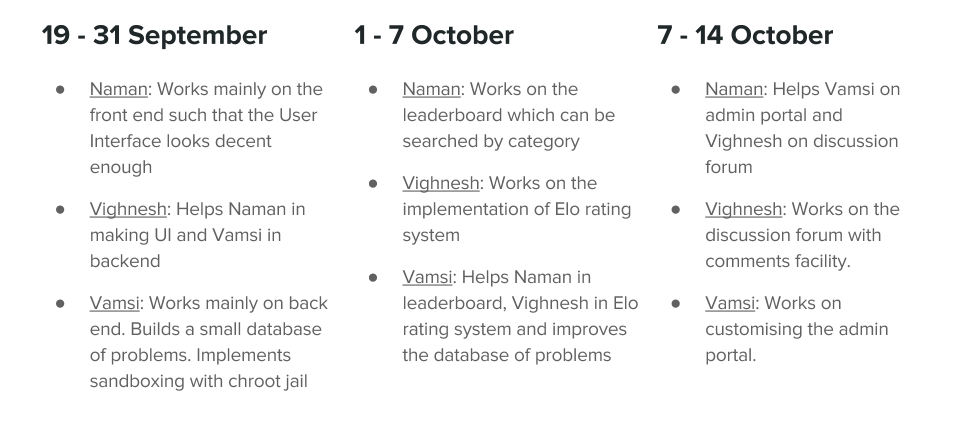 19 - 31 September
● Naman: Works mainly on the
front end such that the User
Interface looks decent
enough
● Vighnesh: Helps Naman in
making UI and Vamsi in
backend
● Vamsi: Works mainly on back
end. Builds a small database
of problems. Implements
sandboxing with chroot jail
1 - 7 October
● Naman: Works on the
leaderboard which can be
searched by category
● Vighnesh: Works on the
implementation of Elo rating
system
● Vamsi: Helps Naman in
leaderboard, Vighnesh in Elo
rating system and improves
the database of problems
7 - 14 October
● Naman: Helps Vamsi on
admin portal and
Vighnesh on discussion
forum
● Vighnesh: Works on the
discussion forum with
comments facility.
● Vamsi: Works on
customising the admin
portal.